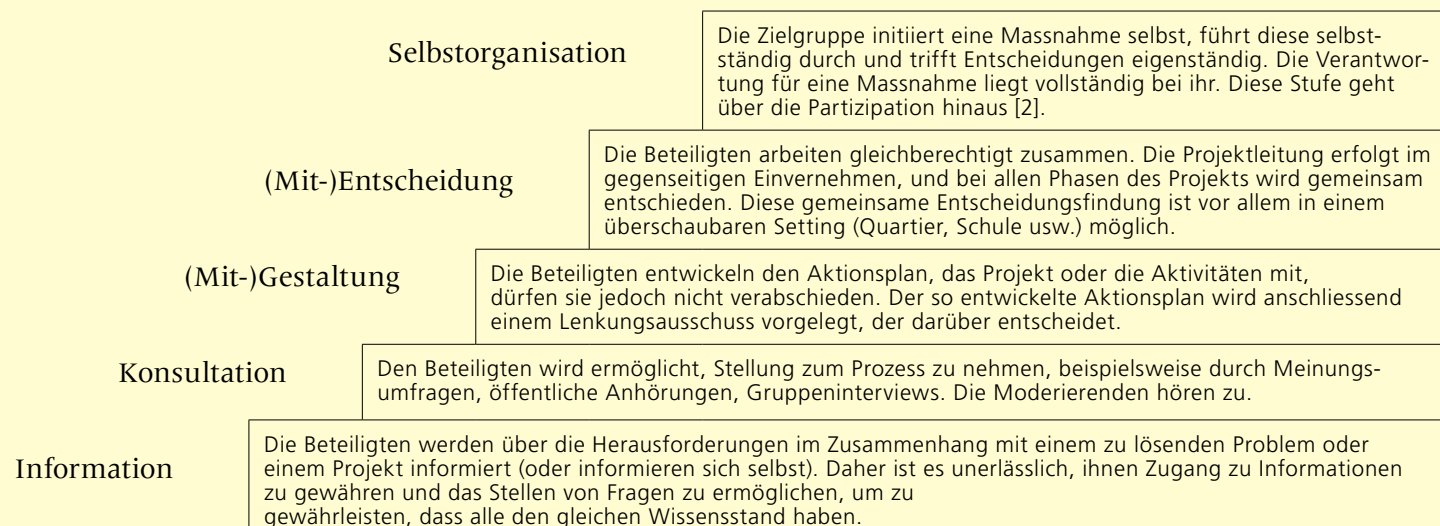 Selbstorganisation
Die Zielgruppe initiiert eine Massnahme selbst, führt diese selbst-
ständig durch und trifft Entscheidungen eigenständig. Die Verantwor-
tung für eine Massnahme liegt vollständig bei ihr. Diese Stufe geht
über die Partizipation hinaus [2].
(Mit-)Entscheidung
Die Beteiligten arbeiten gleichberechtigt zusammen. Die Projektleitung erfolgt im
gegenseitigen Einvernehmen, und bei allen Phasen des Projekts wird gemeinsam
entschieden. Diese gemeinsame Entscheidungsfindung ist vor allem in einem
überschaubaren Setting (Quartier, Schule usw.) möglich.
(Mit-)Gestaltung
Die Beteiligten entwickeln den Aktionsplan, das Projekt oder die Aktivitäten mit,
dürfen sie jedoch nicht verabschieden. Der so entwickelte Aktionsplan wird anschliessend
einem Lenkungsausschuss vorgelegt, der darüber entscheidet.
Konsultation
Den Beteiligten wird ermöglicht, Stellung zum Prozess zu nehmen, beispielsweise durch Meinungs-
umfragen, öffentliche Anhörungen, Gruppeninterviews. Die Moderierenden hören zu.
Information
Die Beteiligten werden über die Herausforderungen im Zusammenhang mit einem zu lösenden Problem oder
einem Projekt informiert (oder informieren sich selbst). Daher ist es unerlässlich, ihnen Zugang zu Informationen
zu gewähren und das Stellen von Fragen zu ermöglichen, um zu
gewährleisten, dass alle den gleichen Wissensstand haben.